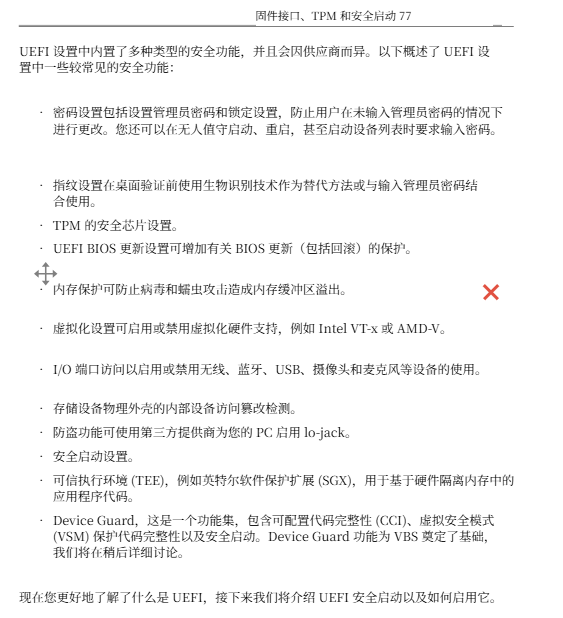 固件接口、TPM 和安全启动 77
UEFI 设置中内置了多种类型的安全功能，并且会因供应商而异。以下概述了 UEFI 设
置中一些较常见的安全功能：
· 密码设置包括设置管理员密码和锁定设置，防止用户在未输入管理员密码的情况下
进行更改。您还可以在无人值守启动、重启，甚至启动设备列表时要求输入密码。
· 指纹设置在桌面验证前使用生物识别技术作为替代方法或与输入管理员密码结
合使用。
· TPM 的安全芯片设置。
· UEFI BIOS 更新设置可增加有关 BIOS 更新（包括回滚）的保护。
· 内存保护可防止病毒和蠕虫攻击造成内存缓冲区溢出。
· 虚拟化设置可启用或禁用虚拟化硬件支持，例如 Intel VT-x 或 AMD-V。
· I/O 端口访问以启用或禁用无线、蓝牙、USB、摄像头和麦克风等设备的使用。
· 存储设备物理外壳的内部设备访问篡改检测。
· 防盗功能可使用第三方提供商为您的 PC 启用 lo-jack。
· 安全启动设置。
· 可信执行环境 (TEE)，例如英特尔软件保护扩展 (SGX)，用于基于硬件隔离内存中的
应用程序代码。
· Device Guard，这是一个功能集，包含可配置代码完整性 (CCI)、虚拟安全模式
(VSM) 保护代码完整性以及安全启动。Device Guard 功能为 VBS 奠定了基础，
我们将在稍后详细讨论。
现在您更好地了解了什么是 UEFI，接下来我们将介绍 UEFI 安全启动以及如何启用它。